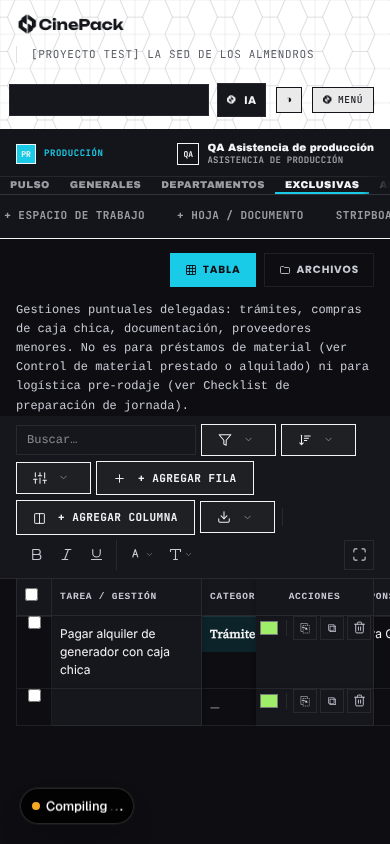 CinePack
[PROYECTO TEST] LA SED DE LOS ALMENDROS
IA
MENÚ
PR PRODUCCIÓN
QA QA Asistencia de producción
ASISTENCIA DE PRODUCCIÓN
PULSO GENERALES DEPARTAMENTOS EXCLUSIVAS A
+ ESPACIO DE TRABAJO + HOJA / DOCUMENTO STRIPBOA
TABLA ARCHIVOS
Gestiones puntuales delegadas: trámites, compras
de caja chica, documentación, proveedores
menores. No es para préstamos de material (ver
Control de material prestado o alquilado) ni para
logística pre-rodaje (ver Checklist de
preparación de jornada).
Buscar…
+ AGREGAR FILA
+ AGREGAR COLUMNA
B I U A T
TAREA / GESTIÓN CATEGOR ACCIONES PONS
Pagar alquiler de
generador con caja
chica
Trámite
a C
—
Compiling ...